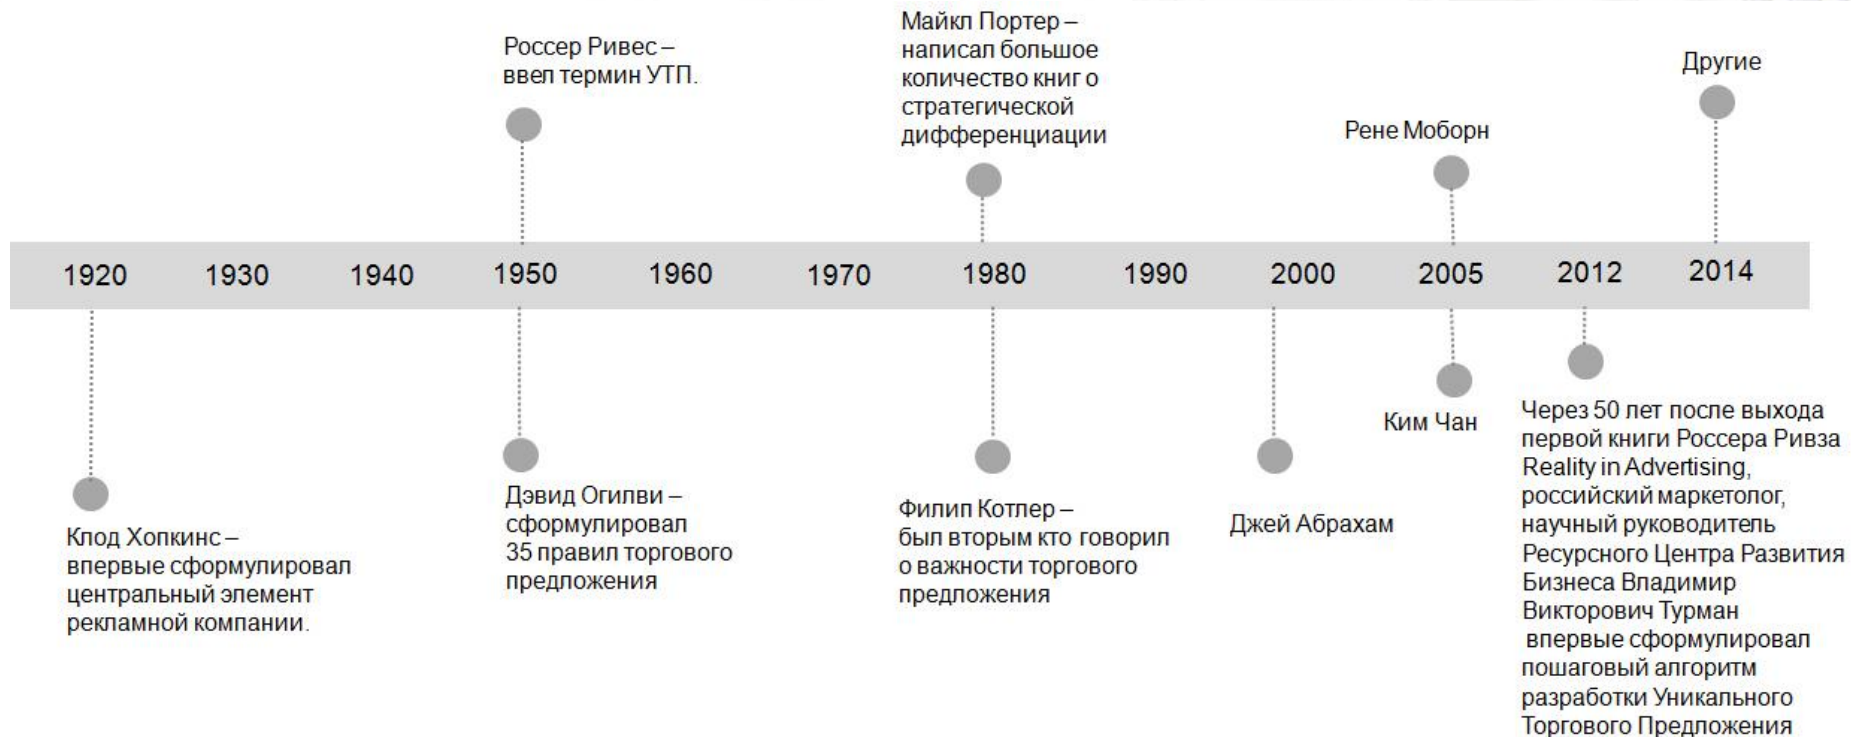 Майкл Портер –
написал большое
количество книг о
стратегической
дифференциации
Россер Ривес –
ввел термин УТП.
Другие
Рене Моборн
1920 1930 1940 1950 1960 1970 1980 1990 2000 2005 2012 2014
Клод Хопкинс –
впервые сформулировал
центральный элемент
рекламной компании.
Дэвид Огилви –
сформулировал
35 правил торгового
предложения
Филип Котлер –
был вторым кто говорил
о важности торгового
предложения
Джей Абрахам
Ким Чан
Через 50 лет после выхода
первой книги Россера Ривза
Reality in Advertising,
российский маркетолог,
научный руководитель
Ресурсного Центра Развития
Бизнеса Владимир
Викторович Турман
впервые сформулировал
пошаговый алгоритм
разработки Уникального
Торгового Предложения